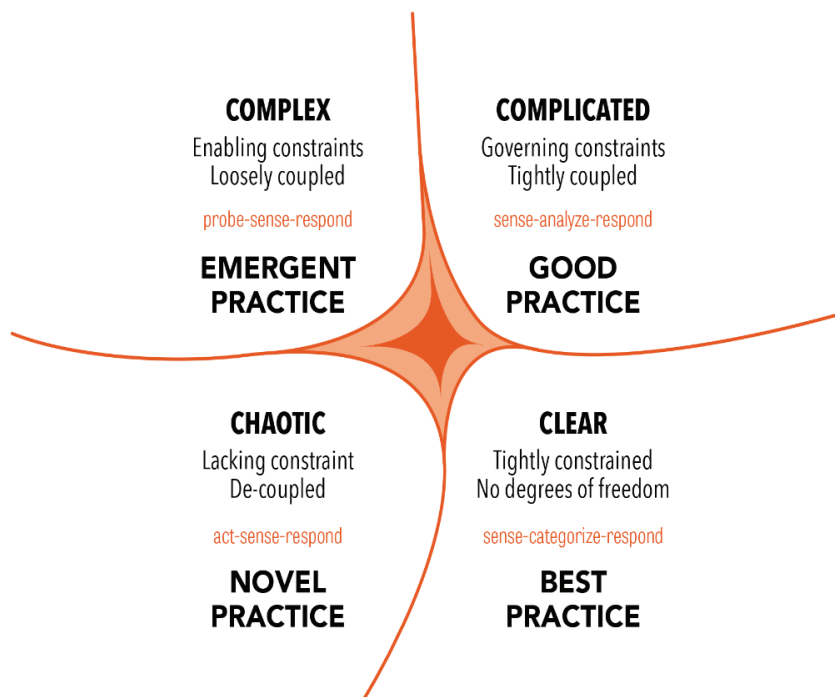 COMPLEX
Enabling constraints
Loosely coupled
probe-sense-respond
EMERGENT
PRACTICE
COMPLICATED
Governing constraints
Tightly coupled
sense-analyze-respond
GOOD
PRACTICE
CHAOTIC
Lacking constraint
De-coupled
act-sense-respond
NOVEL
PRACTICE
CLEAR
Tightly constrained
No degrees of freedom
sense-categorize-respond
BEST
PRACTICE